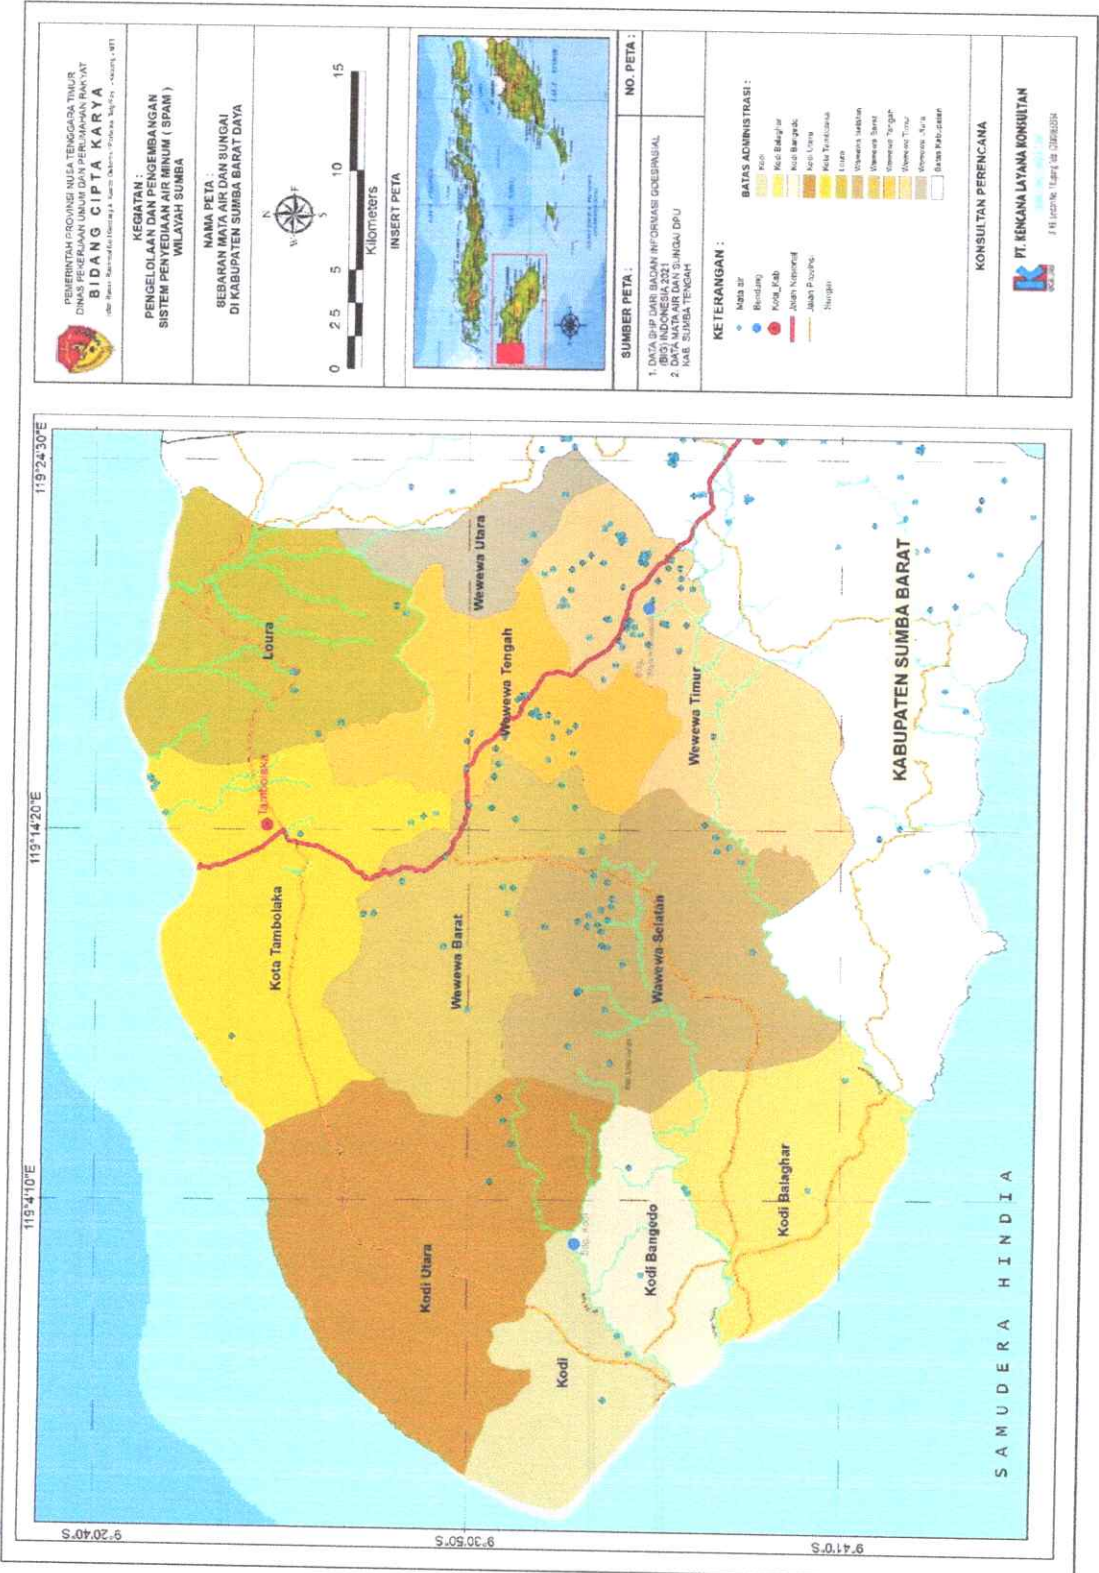 119°4'10"E
119°14'20"E
119°24'30"E
9°20'40"S
9°30'50"S
9°41'0"S
Loura
Tambolaka
Kota Tambolaka
Wewewa Utara
Wewewa Tengah
Wewewa Barat
Kodi Utara
Wewewa Timur
Wawewa Selatan
Kodi
Kodi Bangedo
Kodi Balaghar
KABUPATEN SUMBA BARAT
SAMUDERA HINDIA
PEMERINTAH PROVINSI NUSA TENGGARA TIMUR
DINAS PEKERJAAN UMUM DAN PERUMAHAN RAKYAT
BIDANG CIPTA KARYA
KEGIATAN :
PENGELOLAAN DAN PENGEMBANGAN
SISTEM PENYEDIAAN AIR MINUM ( SPAM )
WILAYAH SUMBA
NAMA PETA :
SEBARAN MATA AIR DAN SUNGAI
DI KABUPATEN SUMBA BARAT DAYA
N
W
E
S
0 2.5 5 10 15
Kilometers
INSERT PETA
SUMBER PETA :
NO. PETA :
1. DATA SHP DARI BADAN INFORMASI GOESPASIAL
(BIG) INDONESIA 2021
2. DATA MATA AIR DAN SUNGAI DPU
KAB. SUMBA TENGAH
KETERANGAN :
Mata air
Bendung
Kota_Kab
Jalan Nasional
Jalan Provinsi
Sungai
BATAS ADMINISTRASI :
Kodi
Kodi Balaghar
Kodi Bangedo
Kodi Utara
Kota Tambolaka
Loura
Wawewa Selatan
Wewewa Barat
Wewewa Tengah
Wewewa Timur
Wewewa Utara
Batas Kabupaten
KONSULTAN PERENCANA
PT. KENCANA LAYANA KONSULTAN